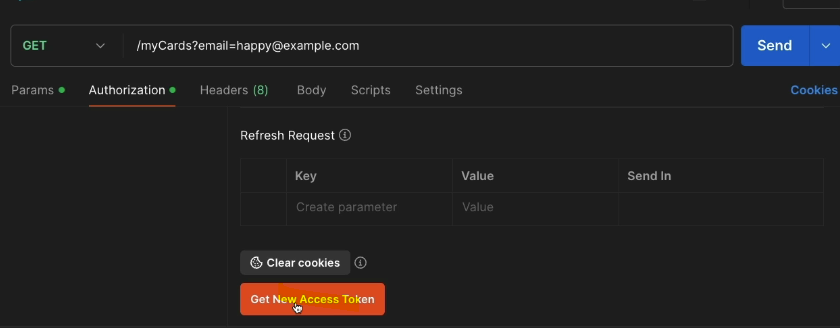 GET /myCards?email=happy@example.com Send
Params Authorization Headers (8) Body Scripts Settings Cookies
Refresh Request
Key Value Send In
Create parameter Value
Clear cookies
Get New Access Token